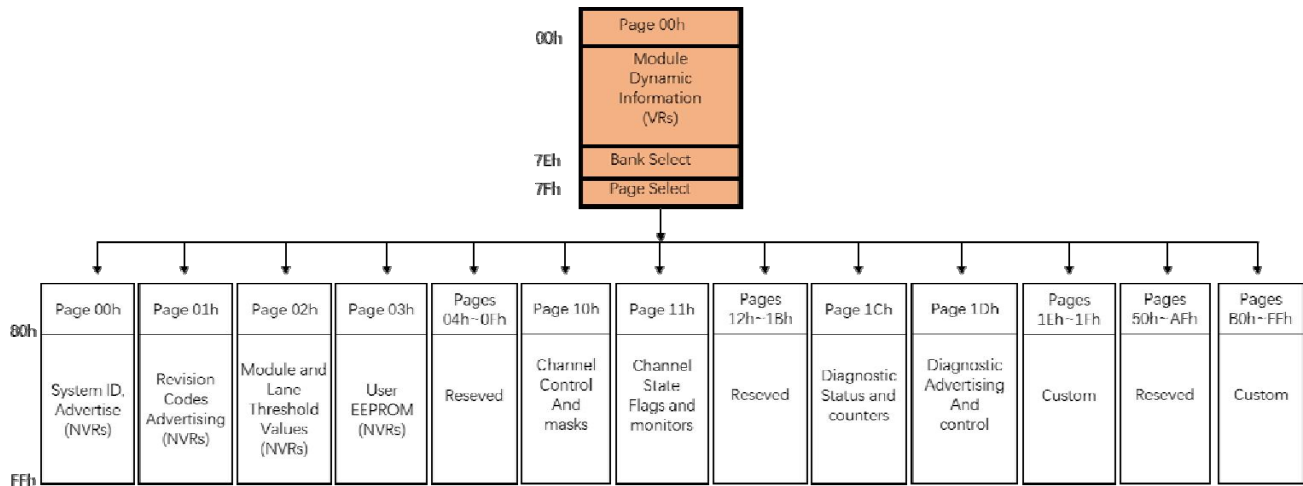 Page 00h
00h
Module
Dynamic
Information
(VRs)
7Eh
Bank Select
7Fh
Page Select
Page 00h
Page 01h
Page 02h
Page 03h
Pages
04h~0Fh
Page 10h
Page 11h
Pages
12h~1Bh
Page 1Ch
Page 1Dh
Pages
1Eh~1Fh
Pages
50h~AFh
Pages
B0h~FFh
80h
System ID,
Advertise
(NVRs)
Revision
Codes
Advertising
(NVRs)
Module and
Lane
Threshold
Values
(NVRs)
User
EEPROM
(NVRs)
Reseved
Channel
Control
And
masks
Channel
State
Flags and
monitors
Reseved
Diagnostic
Status and
counters
Diagnostic
Advertising
And
control
Custom
Reseved
Custom
FFh